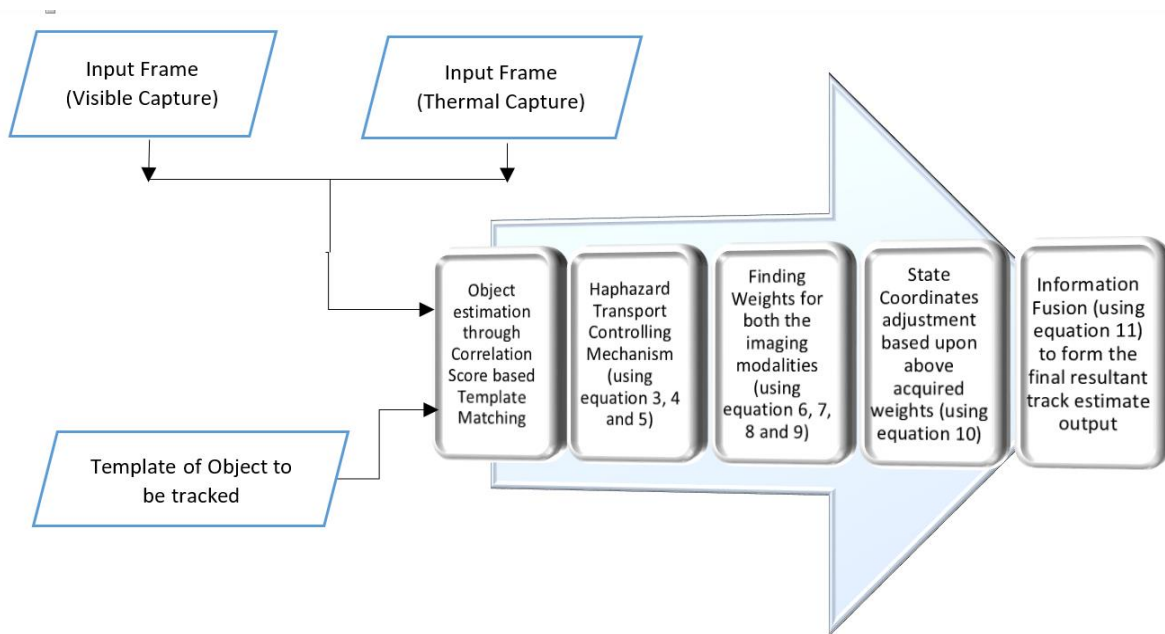 Input Frame
(Visible Capture)
Input Frame
(Thermal Capture)
Template of Object to
be tracked
Object
estimation
through
Correlation
Score based
Template
Matching
Haphazard
Transport
Controlling
Mechanism
(using
equation 3, 4
and 5)
Finding
Weights for
both the
imaging
modalities
(using
equation 6, 7,
8 and 9)
State
Coordinates
adjustment
based upon
above
acquired
weights (using
equation 10)
Information
Fusion (using
equation 11)
to form the
final resultant
track estimate
output